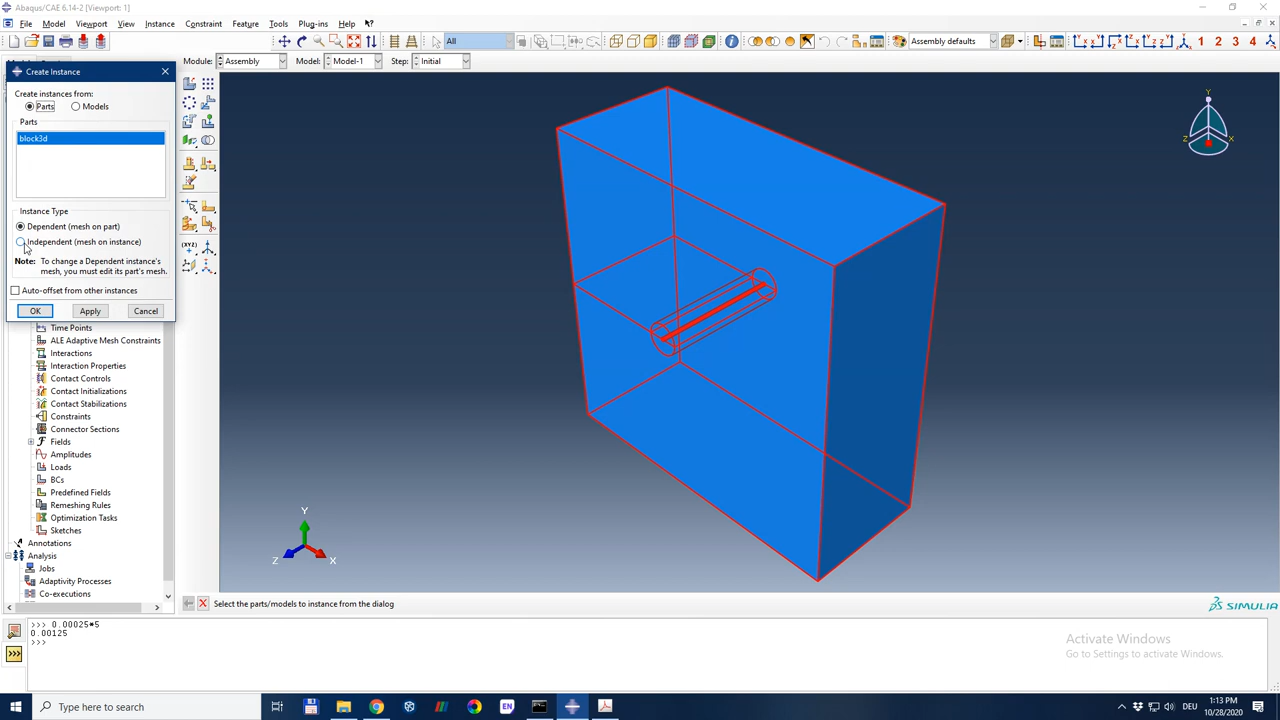 Abaqus/CAE 6.14-2 [Viewport: 1]
File Model Viewport View Instance Constraint Feature Tools Plug-ins Help
All
Assembly defaults
1 2 3 4
Module: Assembly Model: Model-1 Step: Initial
Create Instance
Create instances from:
Parts Models
Parts
block3d
Instance Type
Dependent (mesh on part)
Independent (mesh on instance)
Note: To change a Dependent instance's
mesh, you must edit its part's mesh.
Auto-offset from other instances
OK Apply Cancel
Time Points
ALE Adaptive Mesh Constraints
Interactions
Interaction Properties
Contact Controls
Contact Initializations
Contact Stabilizations
Constraints
Connector Sections
Fields
Amplitudes
Loads
BCs
Predefined Fields
Remeshing Rules
Optimization Tasks
Sketches
Annotations
Analysis
Jobs
Adaptivity Processes
Co-executions
(XYZ)
Y
Z
X
Y
Z
X
Select the parts/models to instance from the dialog
SIMULIA
>>> 0.00025*5
0.00125
>>>
>>>
Activate Windows
Go to Settings to activate Windows.
Type here to search
EN
DEU
1:13 PM
10/28/2020